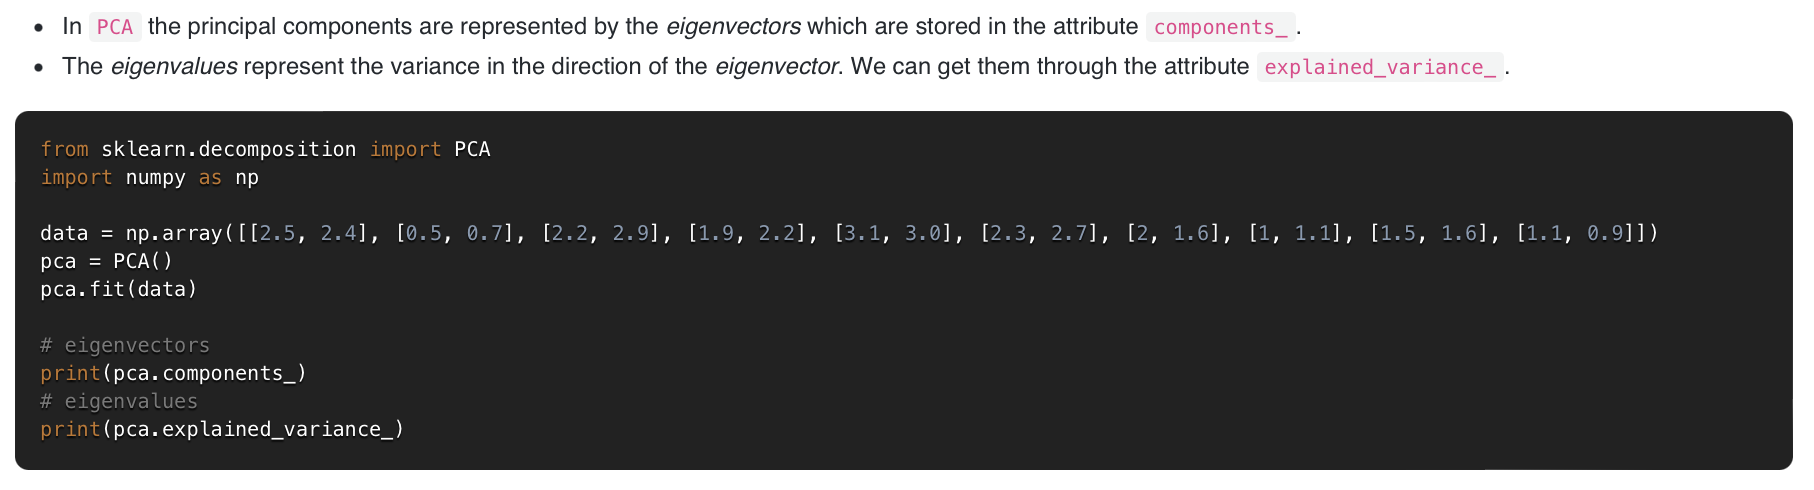 • In PCA the principal components are represented by the eigenvectors which are stored in the attribute components_.
• The eigenvalues represent the variance in the direction of the eigenvector. We can get them through the attribute explained_variance_.
from sklearn.decomposition import PCA
import numpy as np
data = np.array([[2.5, 2.4], [0.5, 0.7], [2.2, 2.9], [1.9, 2.2], [3.1, 3.0], [2.3, 2.7], [2, 1.6], [1, 1.1], [1.5, 1.6], [1.1, 0.9]])
pca = PCA()
pca.fit(data)
# eigenvectors
print(pca.components_)
# eigenvalues
print(pca.explained_variance_)